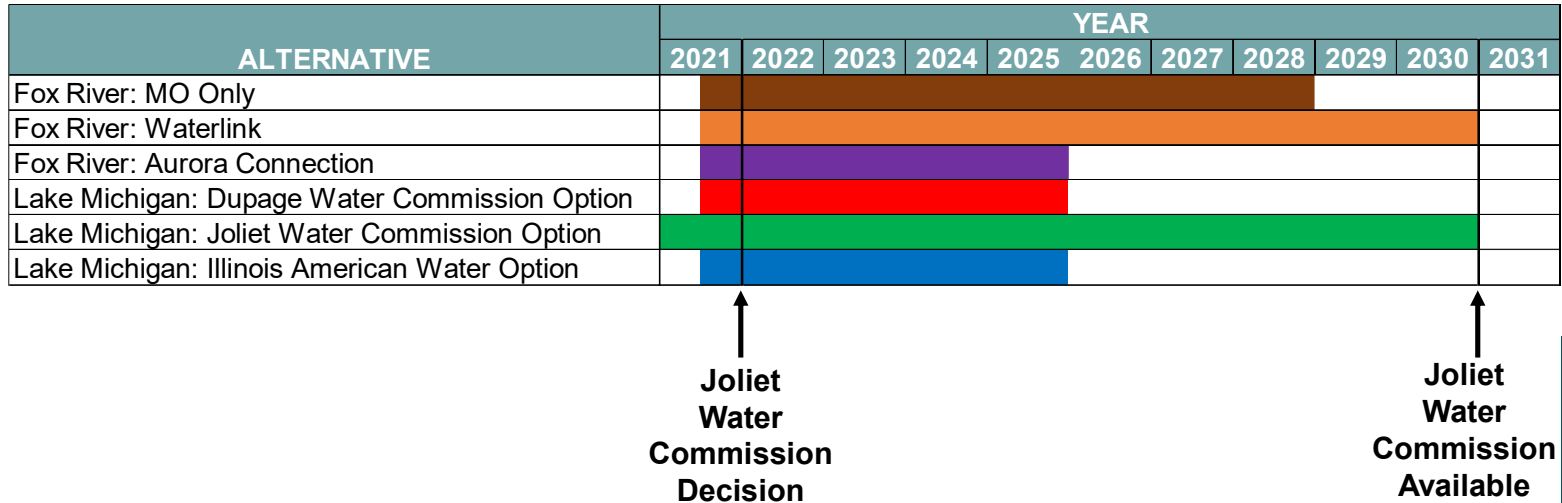 YEAR
ALTERNATIVE 2021 2022 2023 2024 2025 2026 2027 2028 2029 2030 2031
Fox River: MO Only
Fox River: Waterlink
Fox River: Aurora Connection
Lake Michigan: Dupage Water Commission Option
Lake Michigan: Joliet Water Commission Option
Lake Michigan: Illinois American Water Option
Joliet
Water
Commission
Decision
Joliet
Water
Commission
Available